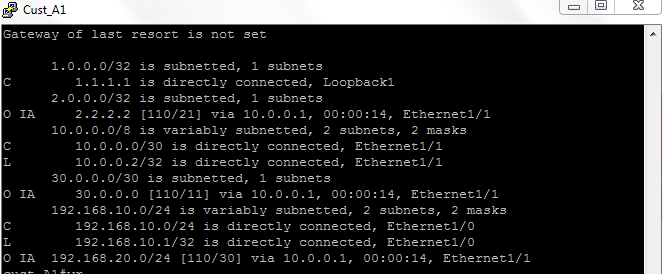 Cust_A1
Gateway of last resort is not set
1.0.0.0/32 is subnetted, 1 subnets
C 1.1.1.1 is directly connected, Loopback1
2.0.0.0/32 is subnetted, 1 subnets
O IA 2.2.2.2 [110/21] via 10.0.0.1, 00:00:14, Ethernet1/1
10.0.0.0/8 is variably subnetted, 2 subnets, 2 masks
C 10.0.0.0/30 is directly connected, Ethernet1/1
L 10.0.0.2/32 is directly connected, Ethernet1/1
30.0.0.0/30 is subnetted, 1 subnets
O IA 30.0.0.0 [110/11] via 10.0.0.1, 00:00:14, Ethernet1/1
192.168.10.0/24 is variably subnetted, 2 subnets, 2 masks
C 192.168.10.0/24 is directly connected, Ethernet1/0
L 192.168.10.1/32 is directly connected, Ethernet1/0
O IA 192.168.20.0/24 [110/30] via 10.0.0.1, 00:00:14, Ethernet1/1